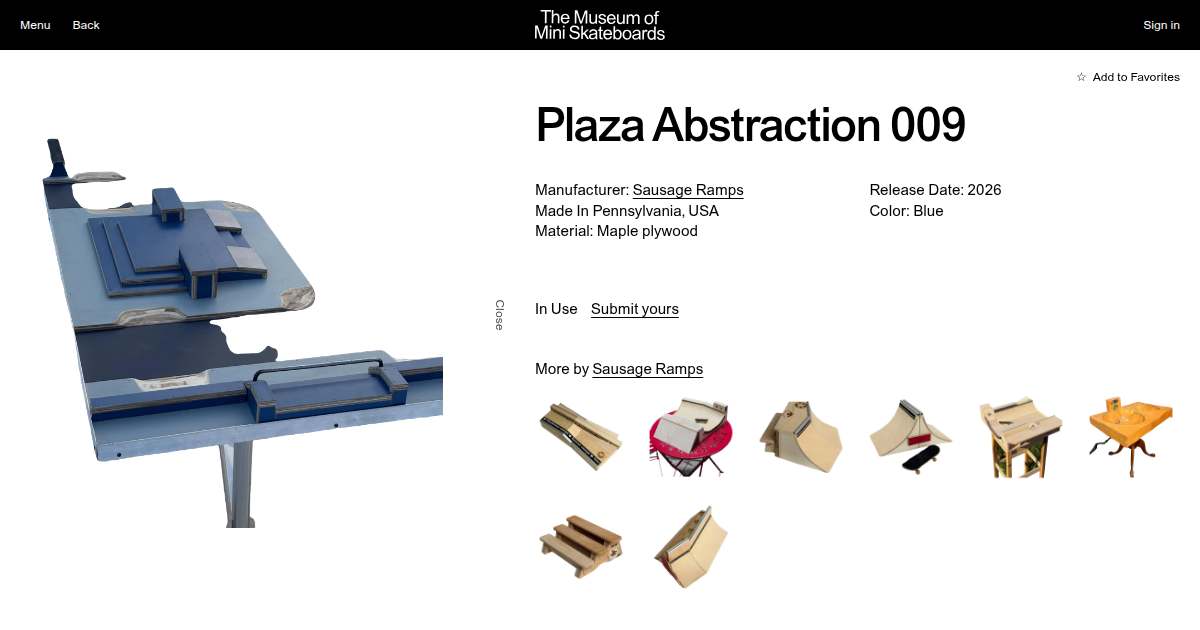 Menu
Back
The Museum of
Mini Skateboards
Sign in
☆ Add to Favorites
Plaza Abstraction 009
Manufacturer: Sausage Ramps
Made In Pennsylvania, USA
Material: Maple plywood
Release Date: 2026
Color: Blue
Close
In Use
Submit yours
More by Sausage Ramps